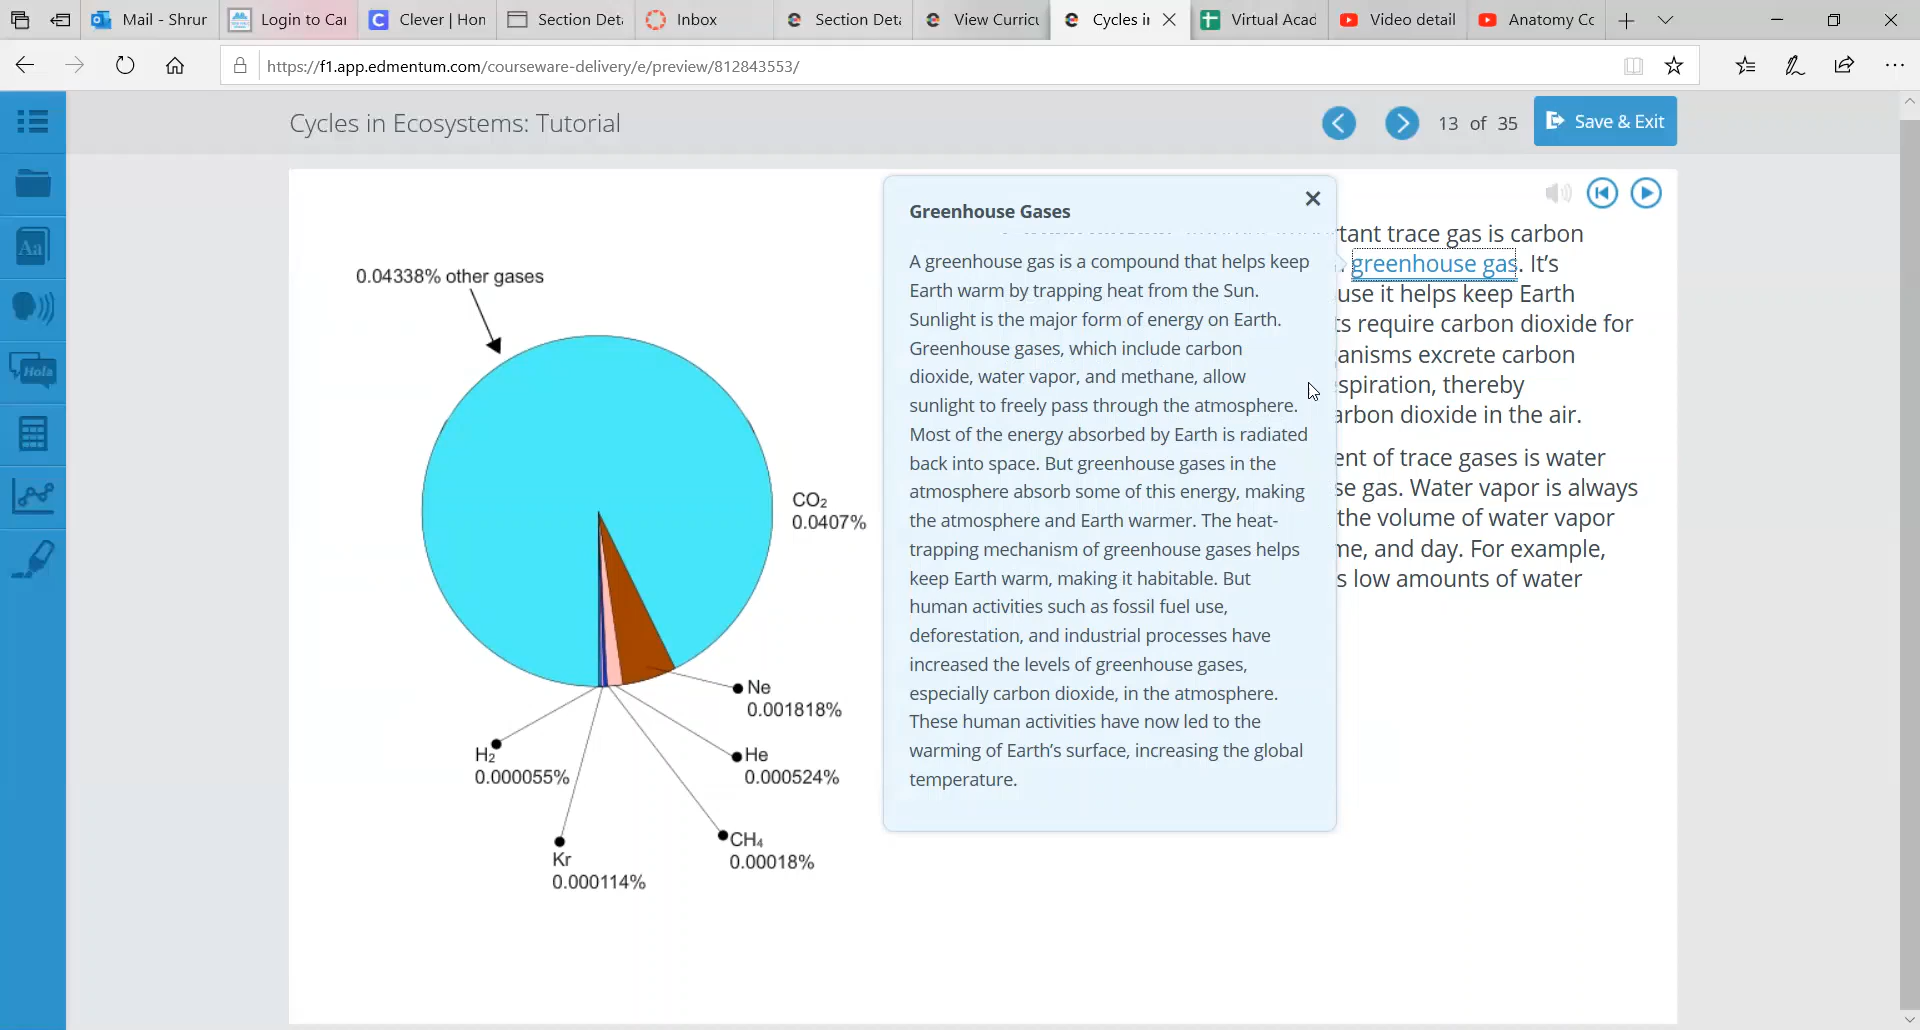 Mail - Shrur
Login to Car
Clever | Hon
Section Deta
Inbox
Section Deta
View Curricu
Cycles in
Virtual Acad
Video detail
Anatomy Co
https://f1.app.edmentum.com/courseware-delivery/e/preview/812843553/
Cycles in Ecosystems: Tutorial
13 of 35
Save & Exit
Aa
Hola
0.04338% other gases
CO₂
0.0407%
Ne
0.001818%
He
0.000524%
CH₄
0.00018%
Kr
0.000114%
H₂
0.000055%
Greenhouse Gases
A greenhouse gas is a compound that helps keep
Earth warm by trapping heat from the Sun.
Sunlight is the major form of energy on Earth.
Greenhouse gases, which include carbon
dioxide, water vapor, and methane, allow
sunlight to freely pass through the atmosphere.
Most of the energy absorbed by Earth is radiated
back into space. But greenhouse gases in the
atmosphere absorb some of this energy, making
the atmosphere and Earth warmer. The heat-
trapping mechanism of greenhouse gases helps
keep Earth warm, making it habitable. But
human activities such as fossil fuel use,
deforestation, and industrial processes have
increased the levels of greenhouse gases,
especially carbon dioxide, in the atmosphere.
These human activities have now led to the
warming of Earth's surface, increasing the global
temperature.
rtant trace gas is carbon
greenhouse gas. It's
use it helps keep Earth
ts require carbon dioxide for
anisms excrete carbon
spiration, thereby
arbon dioxide in the air.
ent of trace gases is water
se gas. Water vapor is always
the volume of water vapor
me, and day. For example,
s low amounts of water